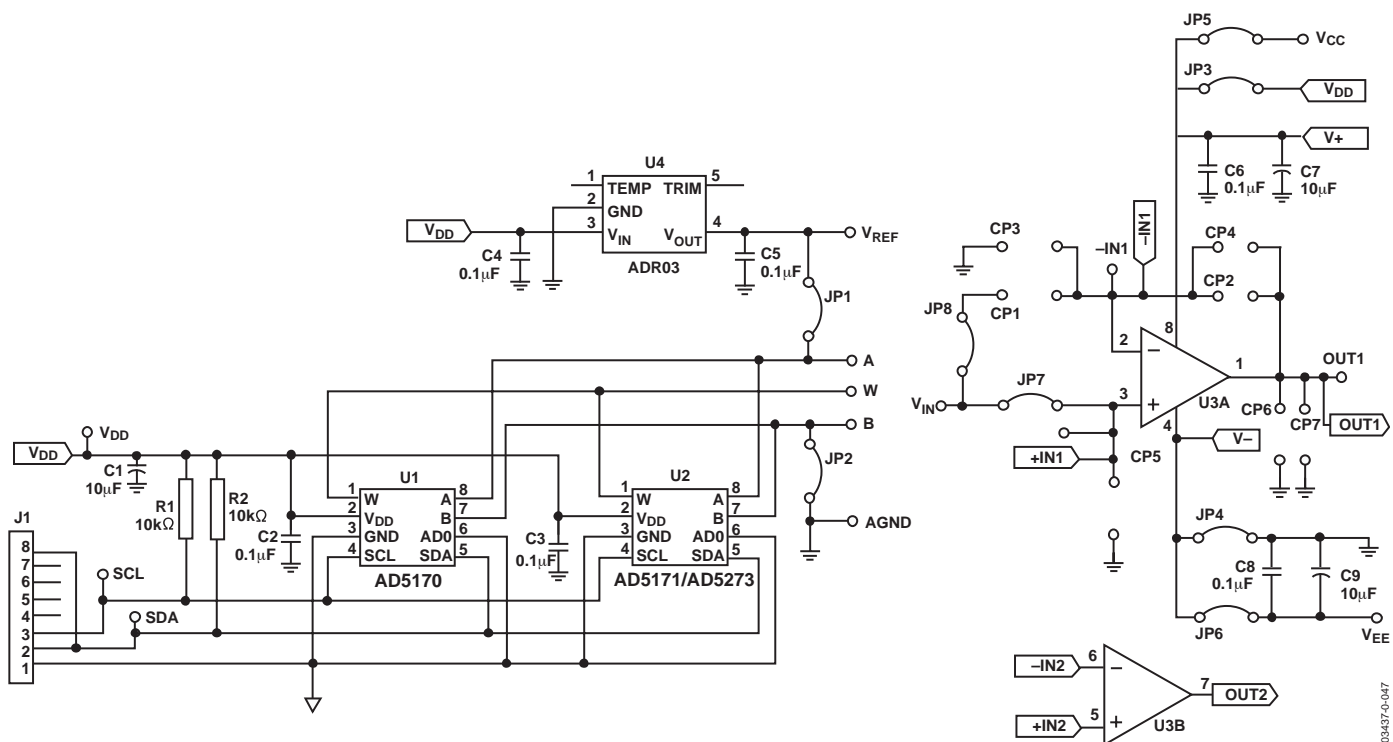 JP5
VCC
JP3
VDD
V+
C6
0.1µF
C7
10µF
U4
1 TEMP TRIM 5
2 GND
3 VIN VOUT 4
ADR03
VDD
C4
0.1µF
C5
0.1µF
VREF
JP1
A
W
B
JP2
AGND
CP3
–IN1
–IN1
CP4
CP2
JP8
CP1
VIN
JP7
2 –
3 +
8
1
4
U3A
OUT1
OUT1
CP6
CP7
V–
+IN1
CP5
VDD
VDD
C1
10µF
R1
10kΩ
R2
10kΩ
C2
0.1µF
U1
1 W A 8
2 VDD B 7
3 GND AD0 6
4 SCL SDA 5
AD5170
C3
0.1µF
U2
1 W A 8
2 VDD B 7
3 GND AD0 6
4 SCL SDA 5
AD5171/AD5273
J1
8
7
6
5
4
3
2
1
SCL
SDA
JP4
C8
0.1µF
C9
10µF
JP6
VEE
–IN2
6 –
+IN2
5 +
7
OUT2
U3B
03437-0-047